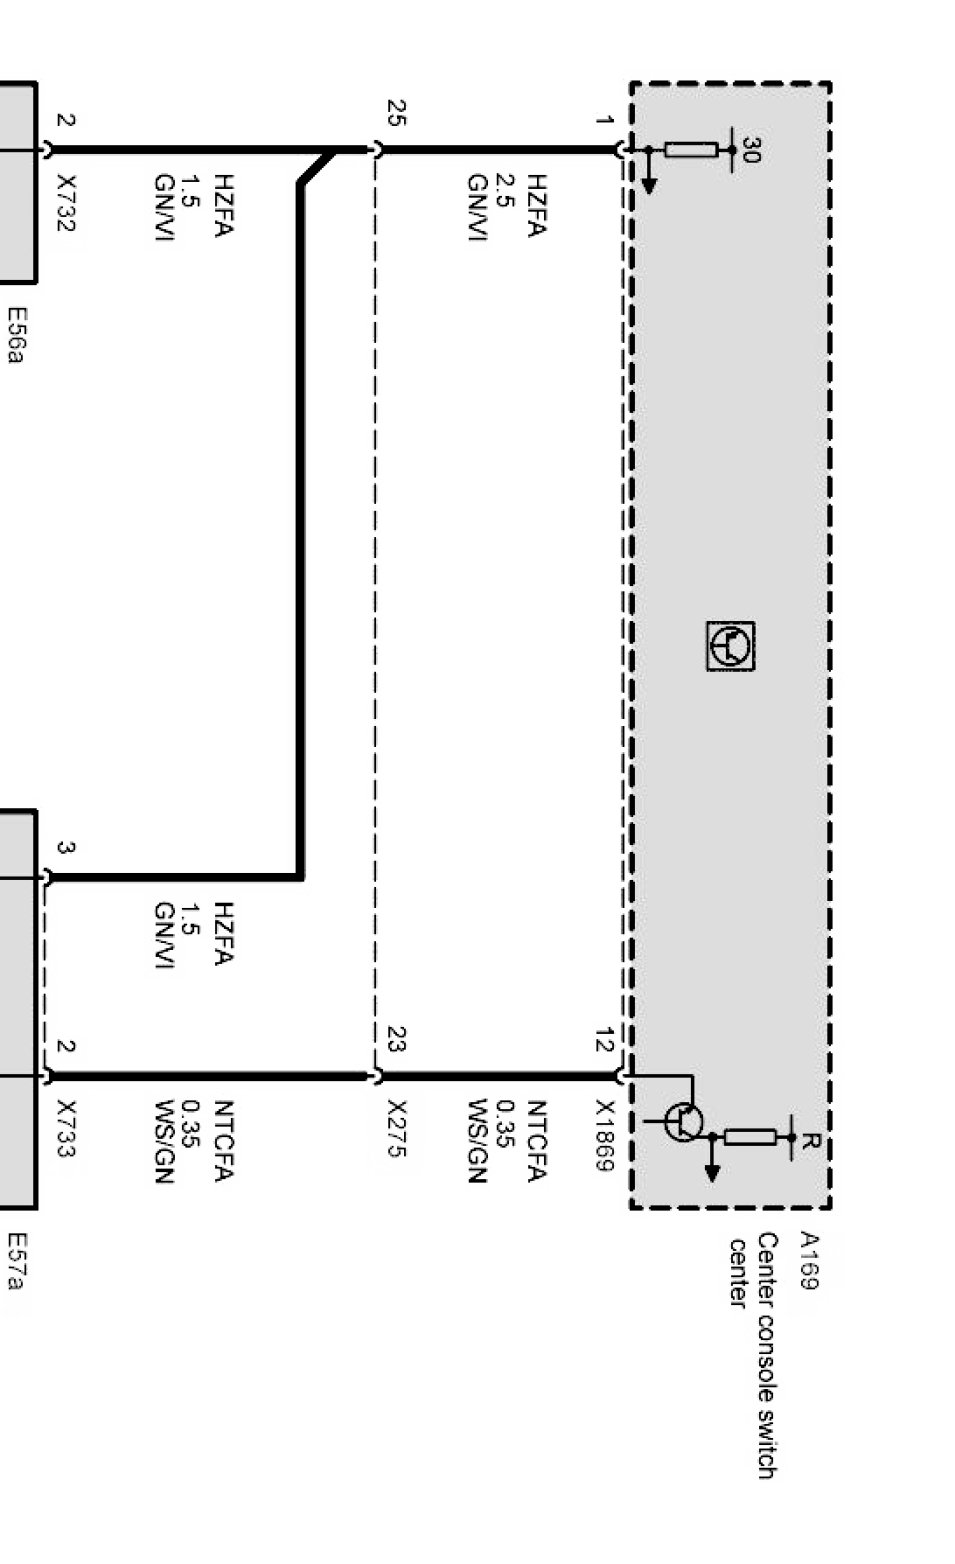 A169
Center console switch
center
30
R
1
12
X1869
HZFA
2.5
GN/VI
NTCFA
0.35
WS/GN
25
23
X275
HZFA
1.5
GN/VI
HZFA
1.5
GN/VI
NTCFA
0.35
WS/GN
2
X732
3
2
X733
E56a
E57a